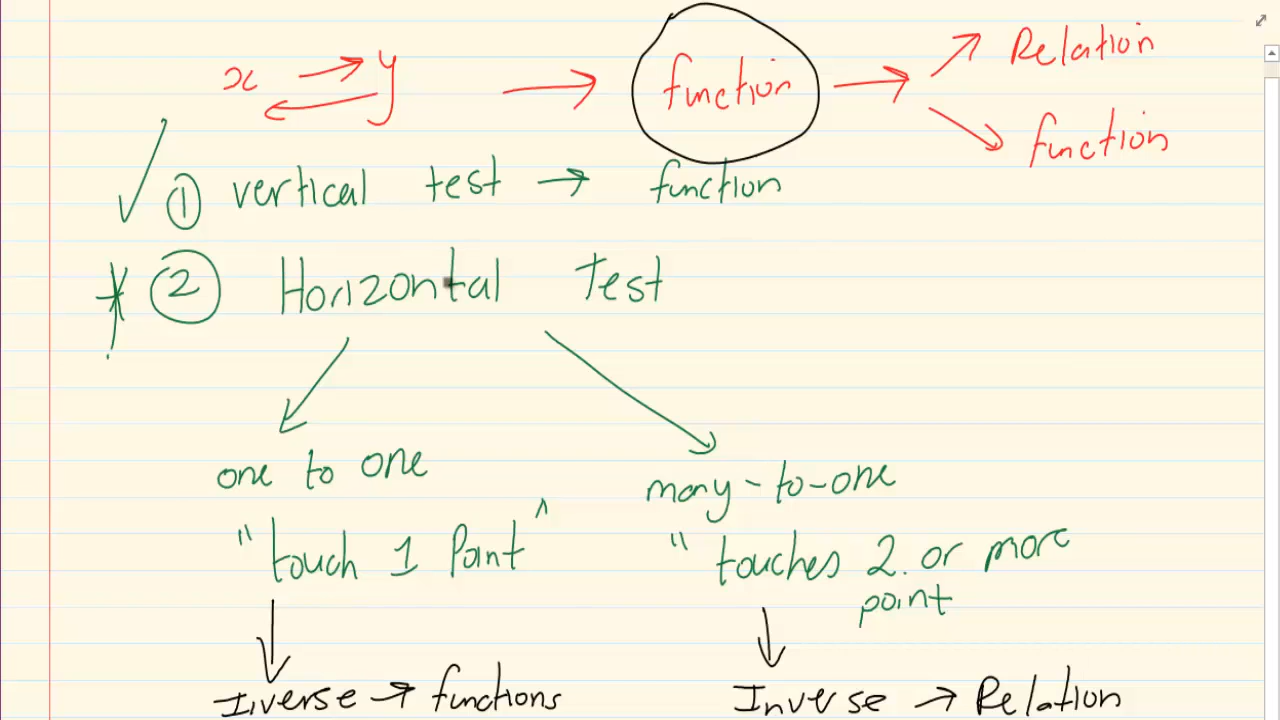 x → y → function → Relation
function
① vertical test → function
* ② Horizontal Test
one to one many-to-one
"touch 1 Point" "touches 2 or more
point
Iverse → functions Inverse → Relation